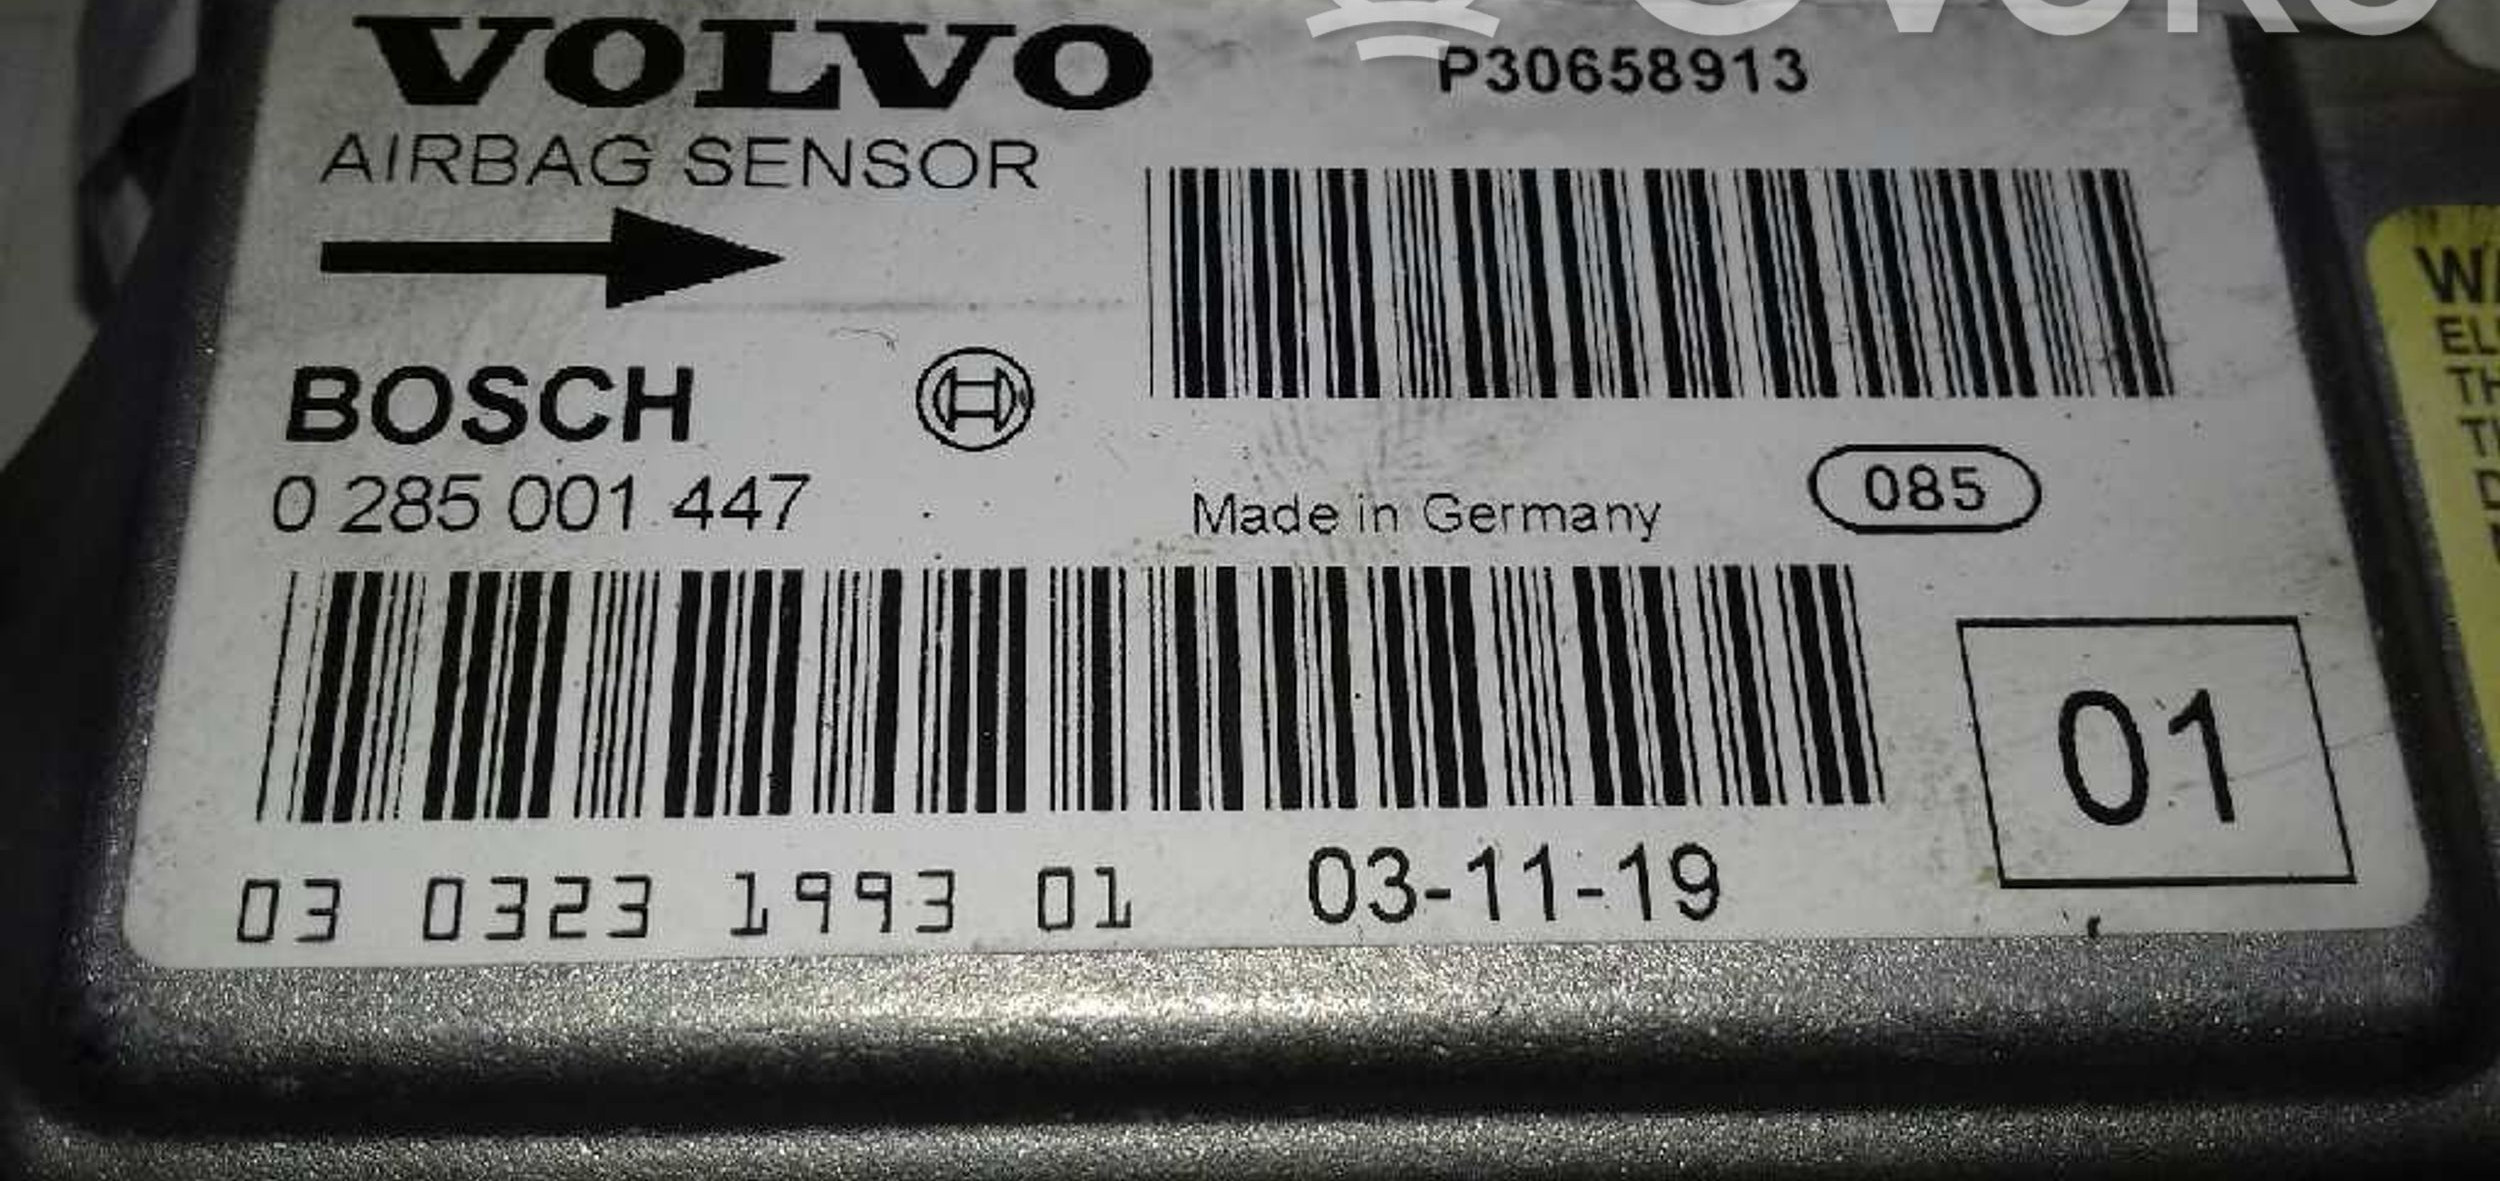 VOLVO
P30658913
AIRBAG SENSOR
BOSCH
0 285 001 447
Made in Germany
085
01
03 0323 1993 01
03-11-19